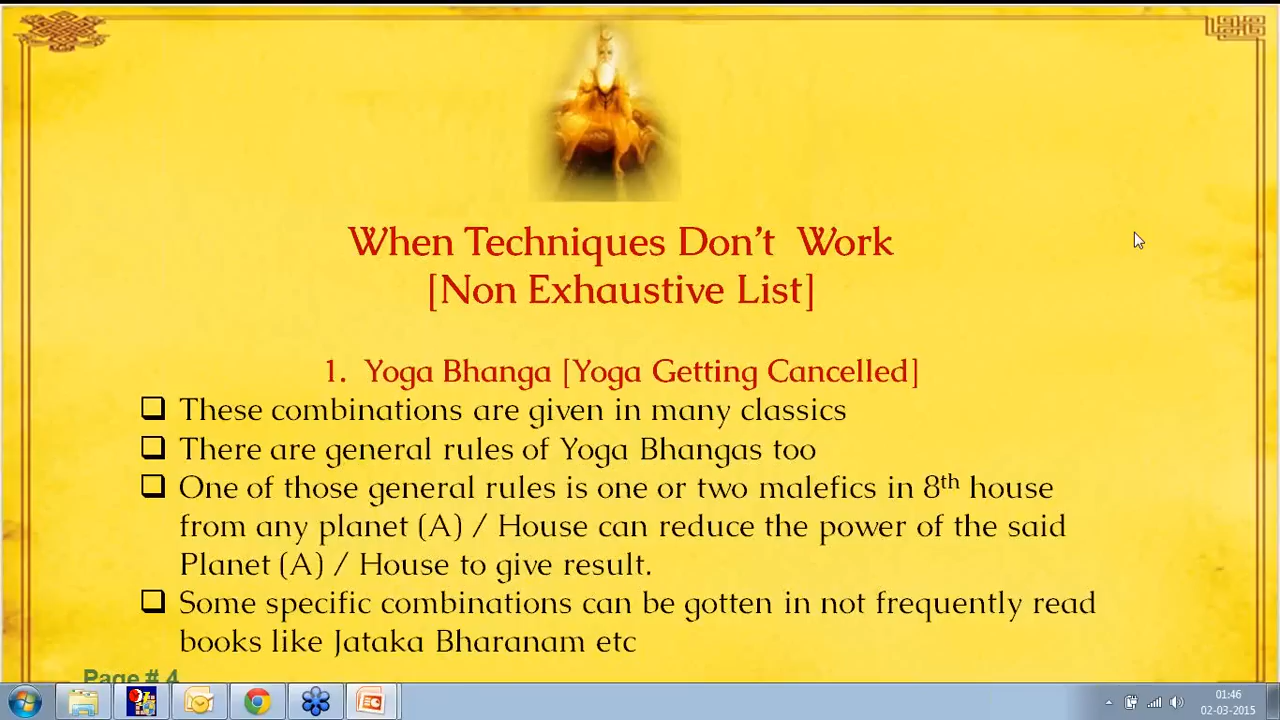 When Techniques Don’t Work
[Non Exhaustive List]
1. Yoga Bhanga [Yoga Getting Cancelled]
❑ These combinations are given in many classics
❑ There are general rules of Yoga Bhangas too
❑ One of those general rules is one or two malefics in 8th house
from any planet (A) / House can reduce the power of the said
Planet (A) / House to give result.
❑ Some specific combinations can be gotten in not frequently read
books like Jataka Bharanam etc
Page # 4
01:46
02-03-2015